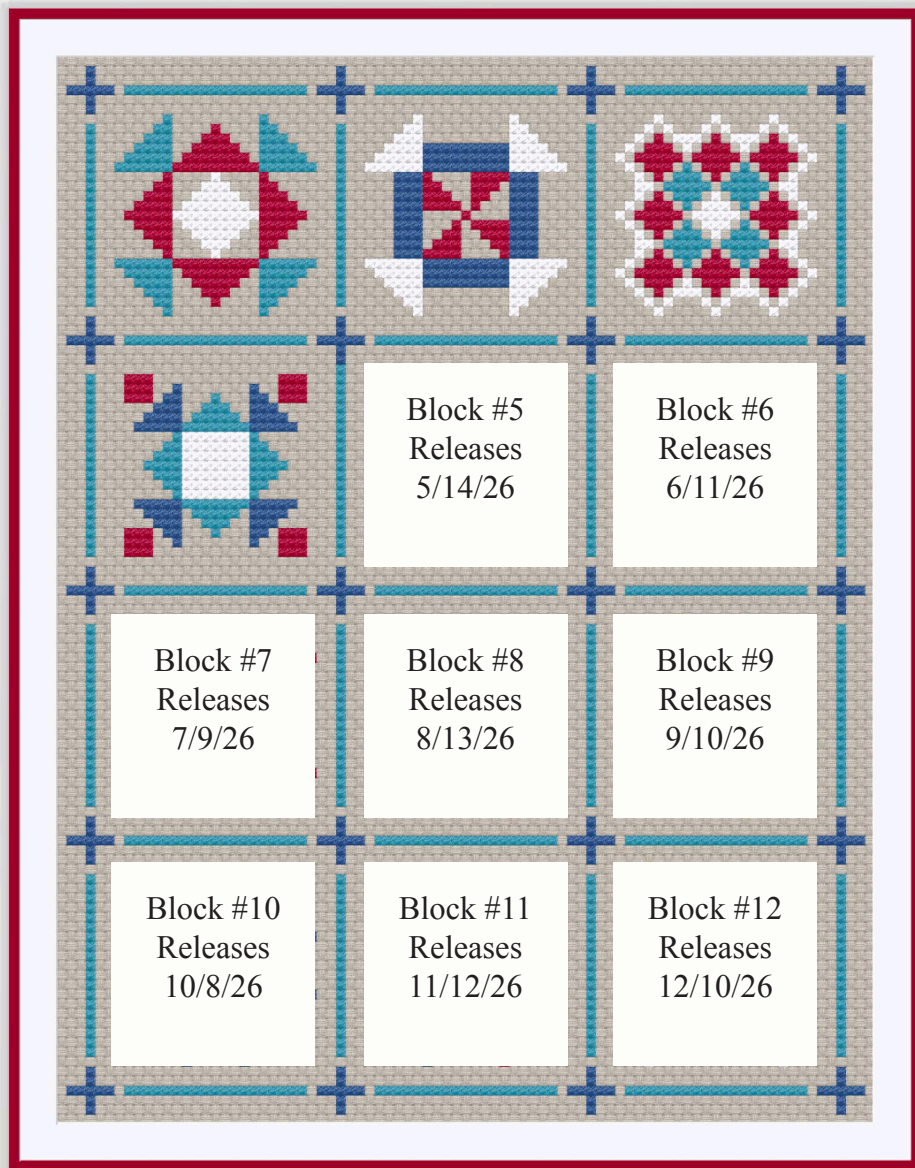 Block #5
Releases
5/14/26
Block #6
Releases
6/11/26
Block #7
Releases
7/9/26
Block #8
Releases
8/13/26
Block #9
Releases
9/10/26
Block #10
Releases
10/8/26
Block #11
Releases
11/12/26
Block #12
Releases
12/10/26